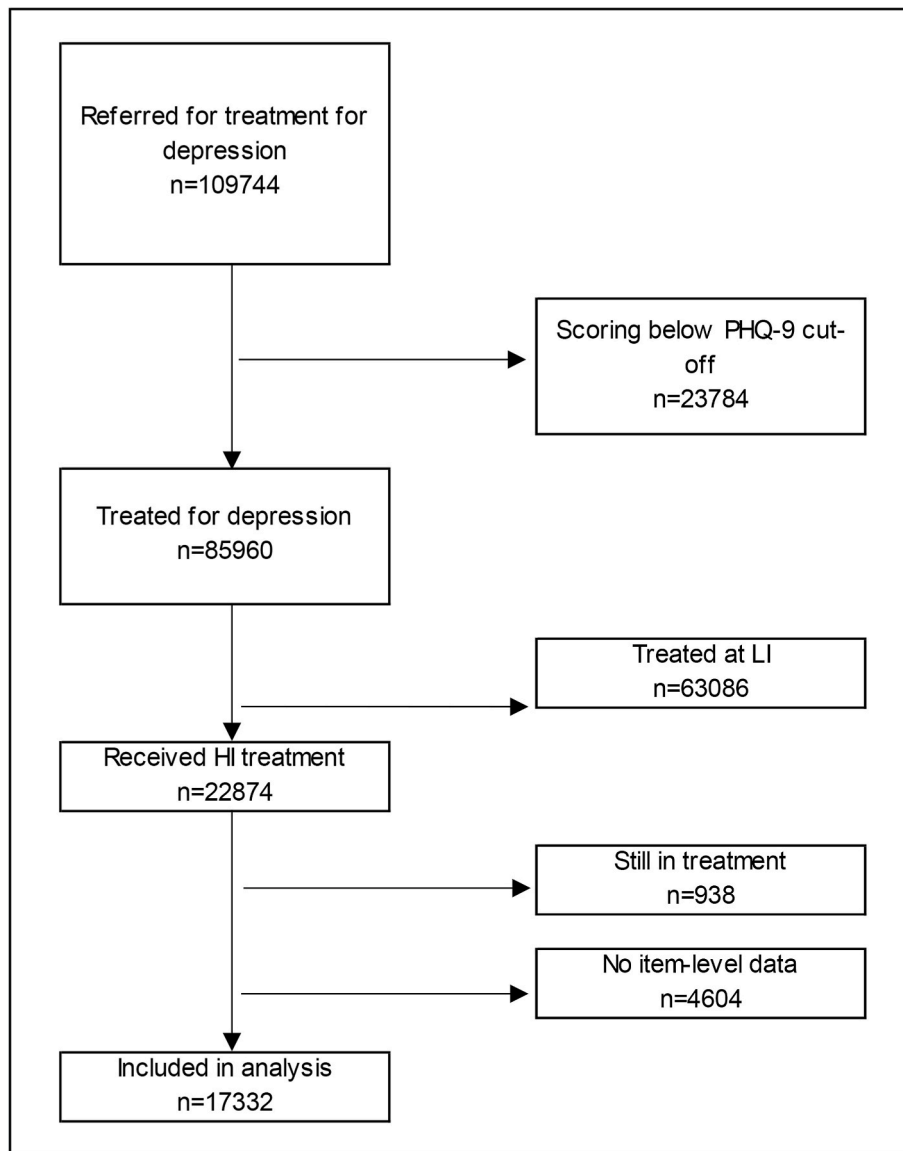 Referred for treatment for
depression
n=109744
Scoring below PHQ-9 cut-
off
n=23784
Treated for depression
n=85960
Treated at LI
n=63086
Received HI treatment
n=22874
Still in treatment
n=938
No item-level data
n=4604
Included in analysis
n=17332